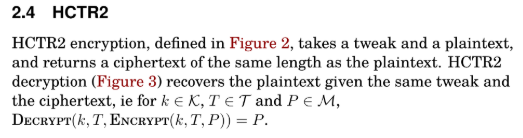 2.4 HCTR2
HCTR2 encryption, defined in Figure 2, takes a tweak and a plaintext,
and returns a ciphertext of the same length as the plaintext. HCTR2
decryption (Figure 3) recovers the plaintext given the same tweak and
the ciphertext, ie for k ∈ 𝒦, T ∈ 𝒯 and P ∈ ℳ,
DECRYPT(k, T, ENCRYPT(k, T, P)) = P.